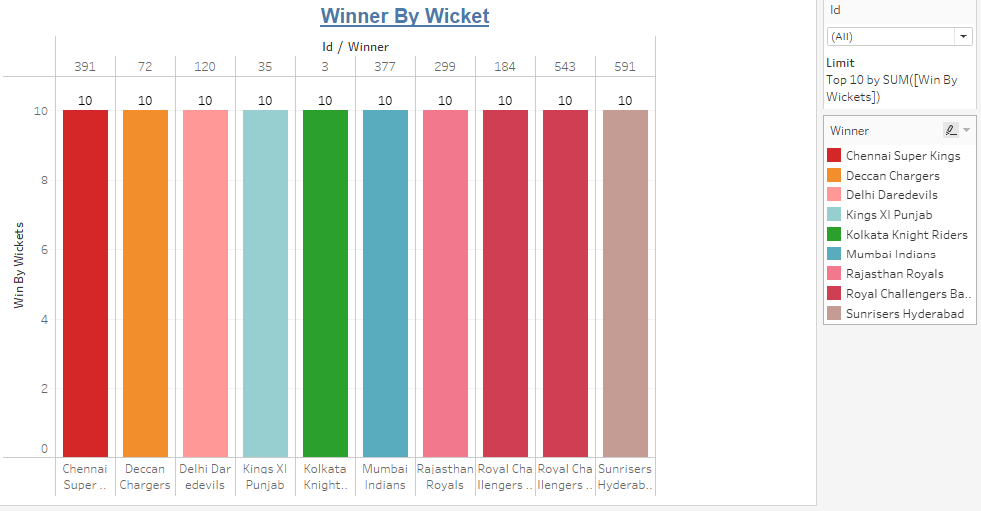 Winner By Wicket
Id / Winner
391 72 120 35 3 377 299 184 543 591
10 10 10 10 10 10 10 10 10 10
10
8
6
4
2
0
Win By Wickets
Chennai Super ..
Deccan Chargers
Delhi Dar edevils
Kings XI Punjab
Kolkata Knight..
Mumbai Indians
Rajasthan Royals
Royal Cha llengers ..
Royal Cha llengers ..
Sunrisers Hyderab..
Id
(All)
Limit
Top 10 by SUM([Win By
Wickets])
Winner
Chennai Super Kings
Deccan Chargers
Delhi Daredevils
Kings XI Punjab
Kolkata Knight Riders
Mumbai Indians
Rajasthan Royals
Royal Challengers Ba..
Sunrisers Hyderabad